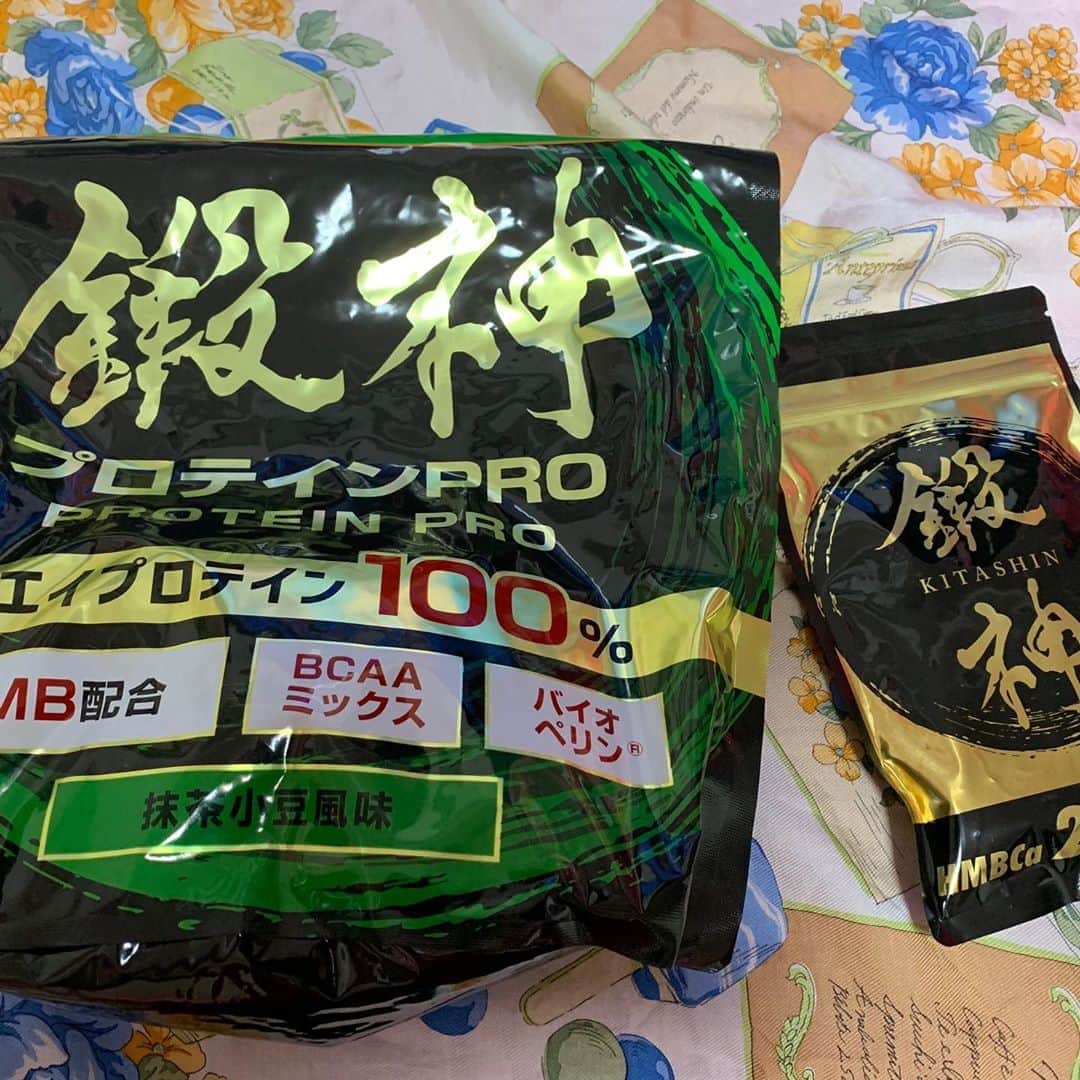 鍛神
プロテインPRO
PROTEIN PRO
エイプロテイン100%
MB配合
BCAA
ミックス
バイオ
ペリン®
抹茶小豆風味
鍛
KITASHIN
神
HMBCa 2